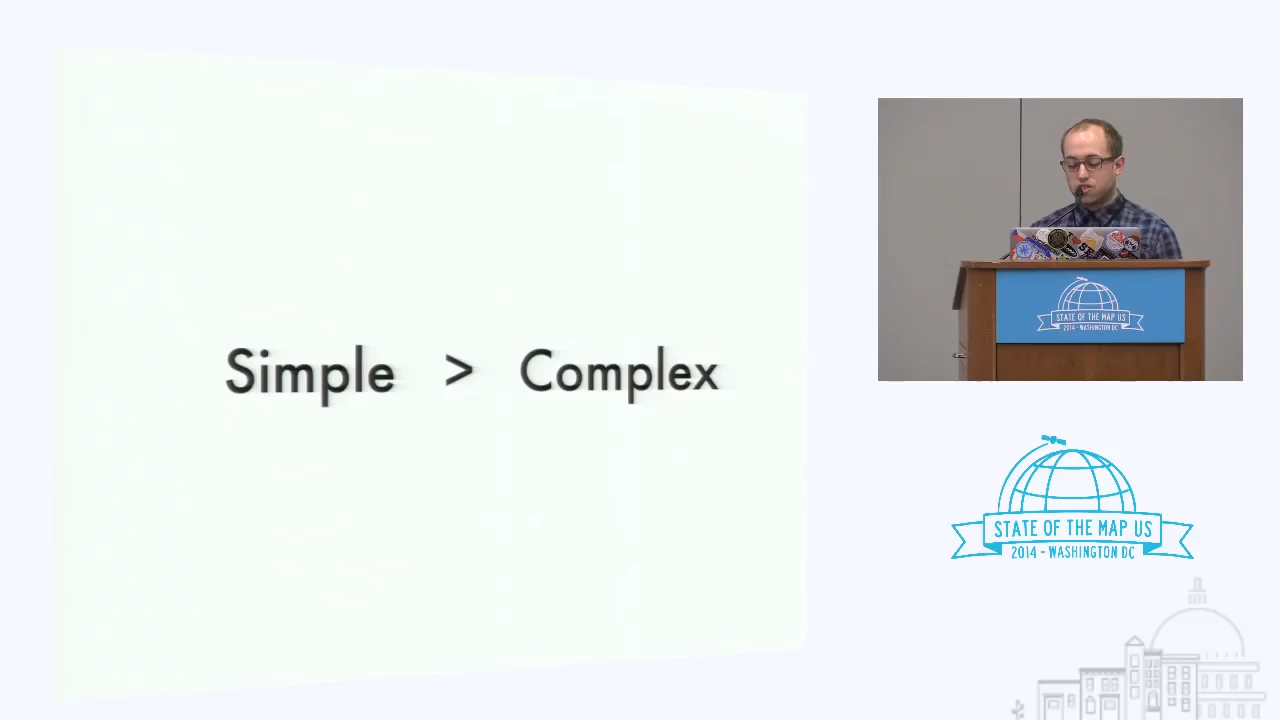 Simple > Complex
STATE OF THE MAP US
2014 - WASHINGTON DC
STATE OF THE MAP US
2014 - WASHINGTON DC